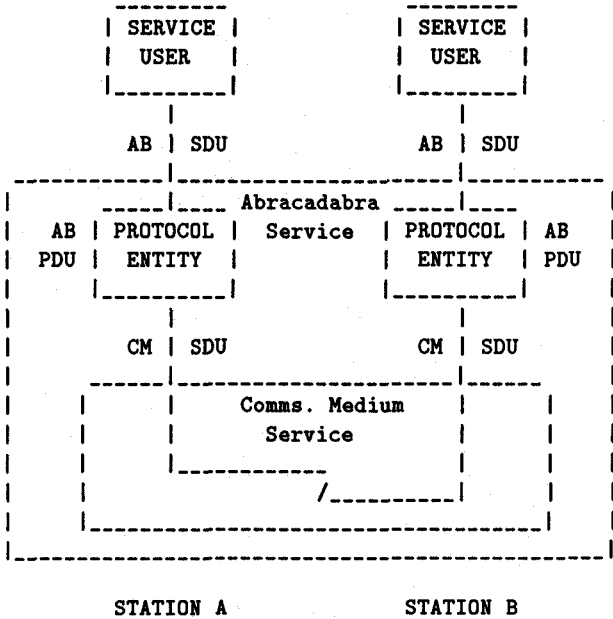 SERVICE SERVICE
USER USER
AB SDU AB SDU
Abracadabra
AB PROTOCOL Service PROTOCOL AB
PDU ENTITY ENTITY PDU
CM SDU CM SDU
Comms. Medium
Service
STATION A STATION B